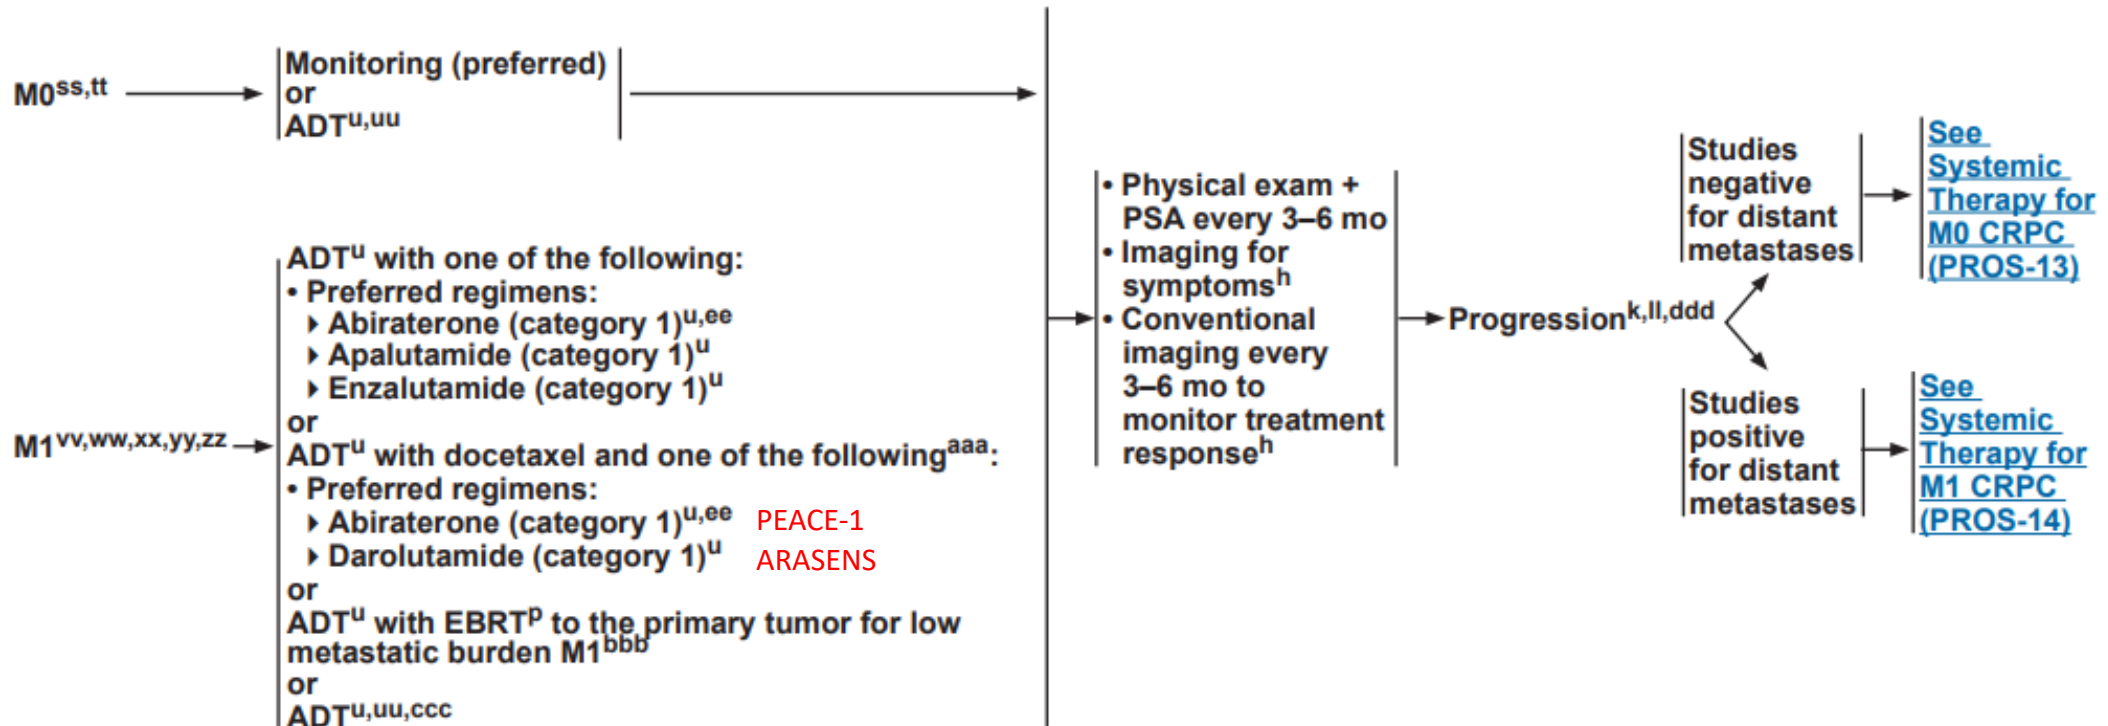 M0ss,tt
Monitoring (preferred)
or
ADTu,uu
M1vv,ww,xx,yy,zz
ADTu with one of the following:
• Preferred regimens:
▸ Abiraterone (category 1)u,ee
▸ Apalutamide (category 1)u
▸ Enzalutamide (category 1)u
or
ADTu with docetaxel and one of the followingaaa:
• Preferred regimens:
▸ Abiraterone (category 1)u,ee PEACE-1
▸ Darolutamide (category 1)u ARASENS
or
ADTu with EBRTp to the primary tumor for low
metastatic burden M1bbb
or
ADTu,uu,ccc
• Physical exam +
PSA every 3–6 mo
• Imaging for
symptomsh
• Conventional
imaging every
3–6 mo to
monitor treatment
responseh
Progressionk,ll,ddd
Studies
negative
for distant
metastases
See
Systemic
Therapy for
M0 CRPC
(PROS-13)
Studies
positive
for distant
metastases
See
Systemic
Therapy for
M1 CRPC
(PROS-14)